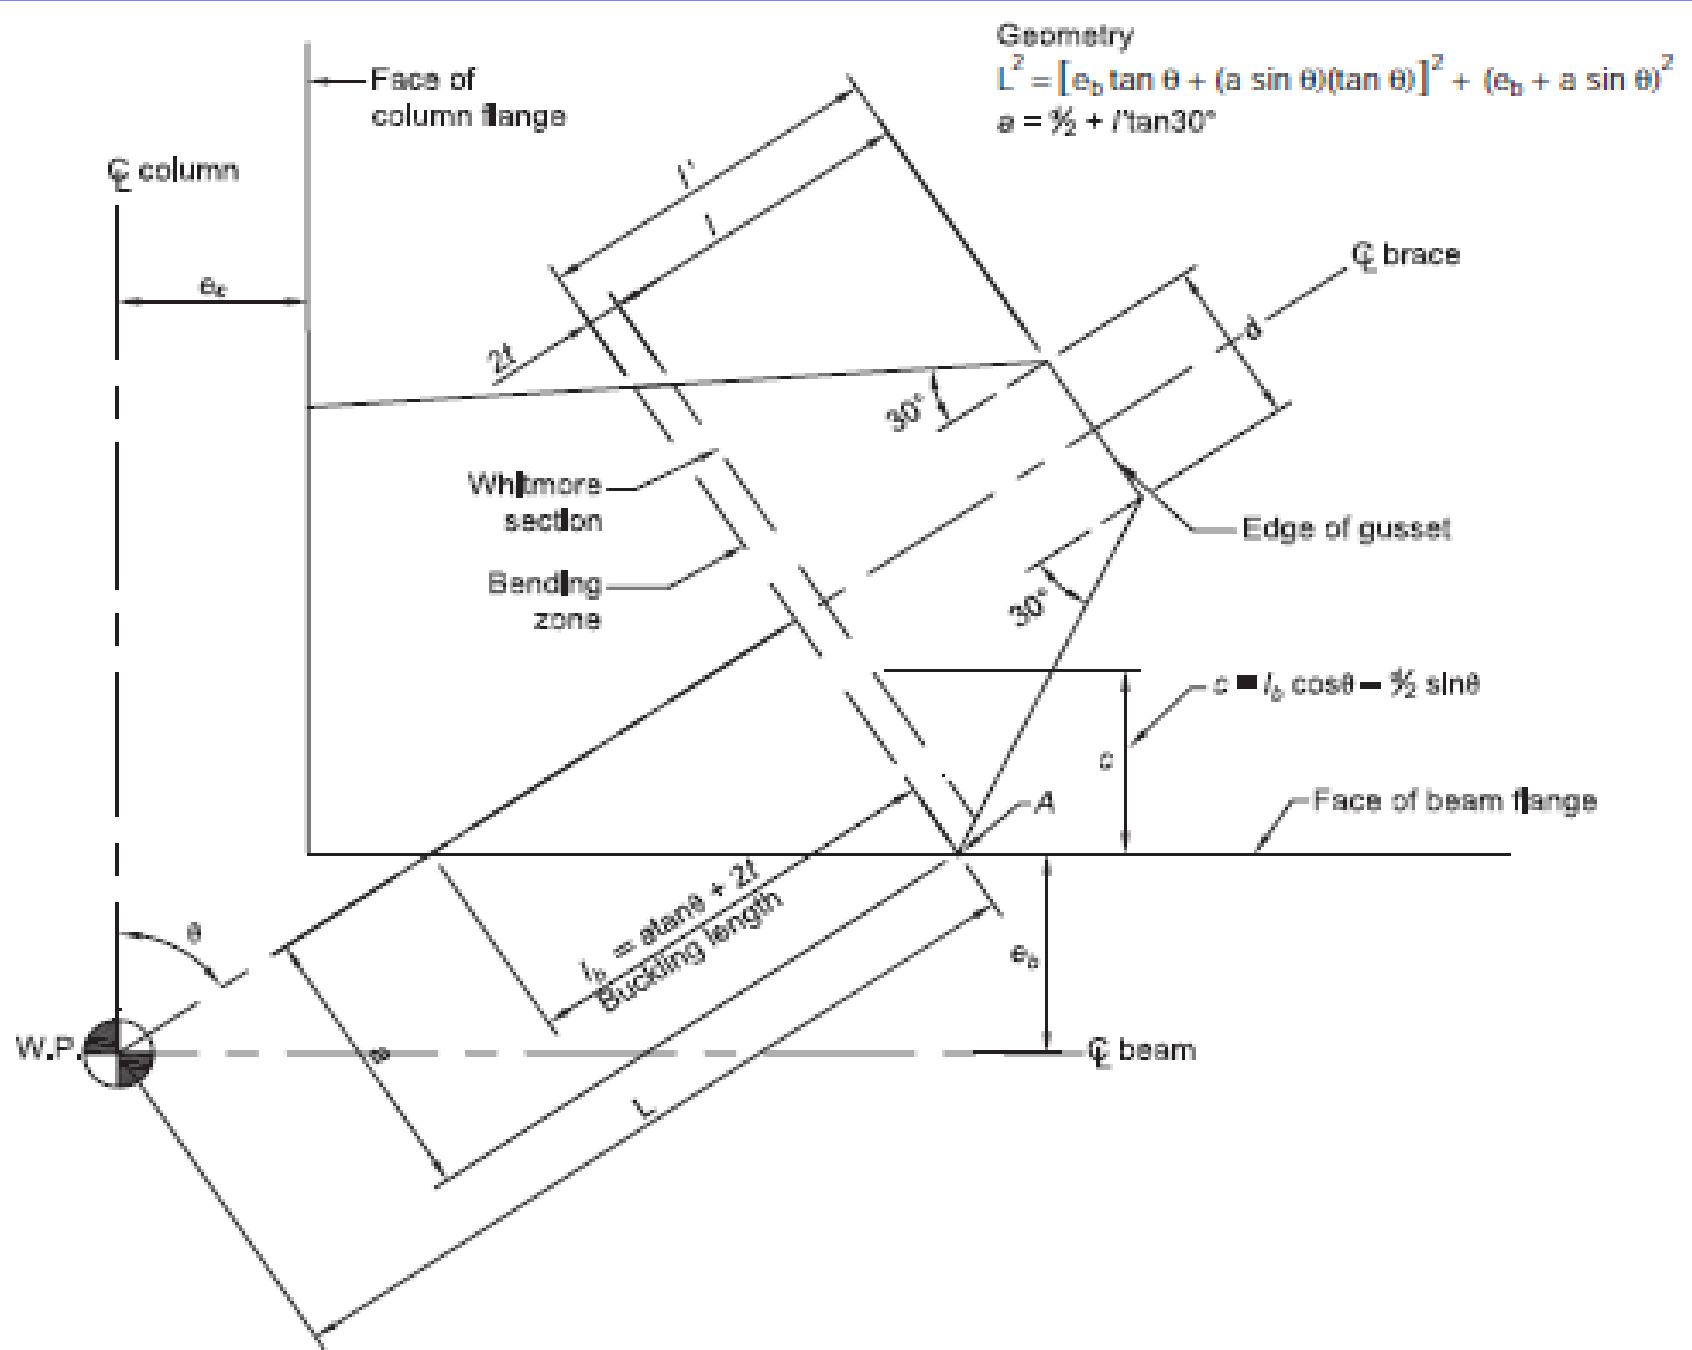 Geometry
L² = [e_b tan θ + (a sin θ)(tan θ)]² + (e_b + a sin θ)²
a = d/2 + l'tan30°
Face of
column flange
℄ column
l'
l
℄ brace
e_c
d
2t
30°
Whitmore
section
Edge of gusset
Bending
zone
30°
c = l_b cosθ – d/2 sinθ
c
A
Face of beam flange
l_b = atanθ + 2t
Buckling length
θ
e_b
W.P.
a
℄ beam
L